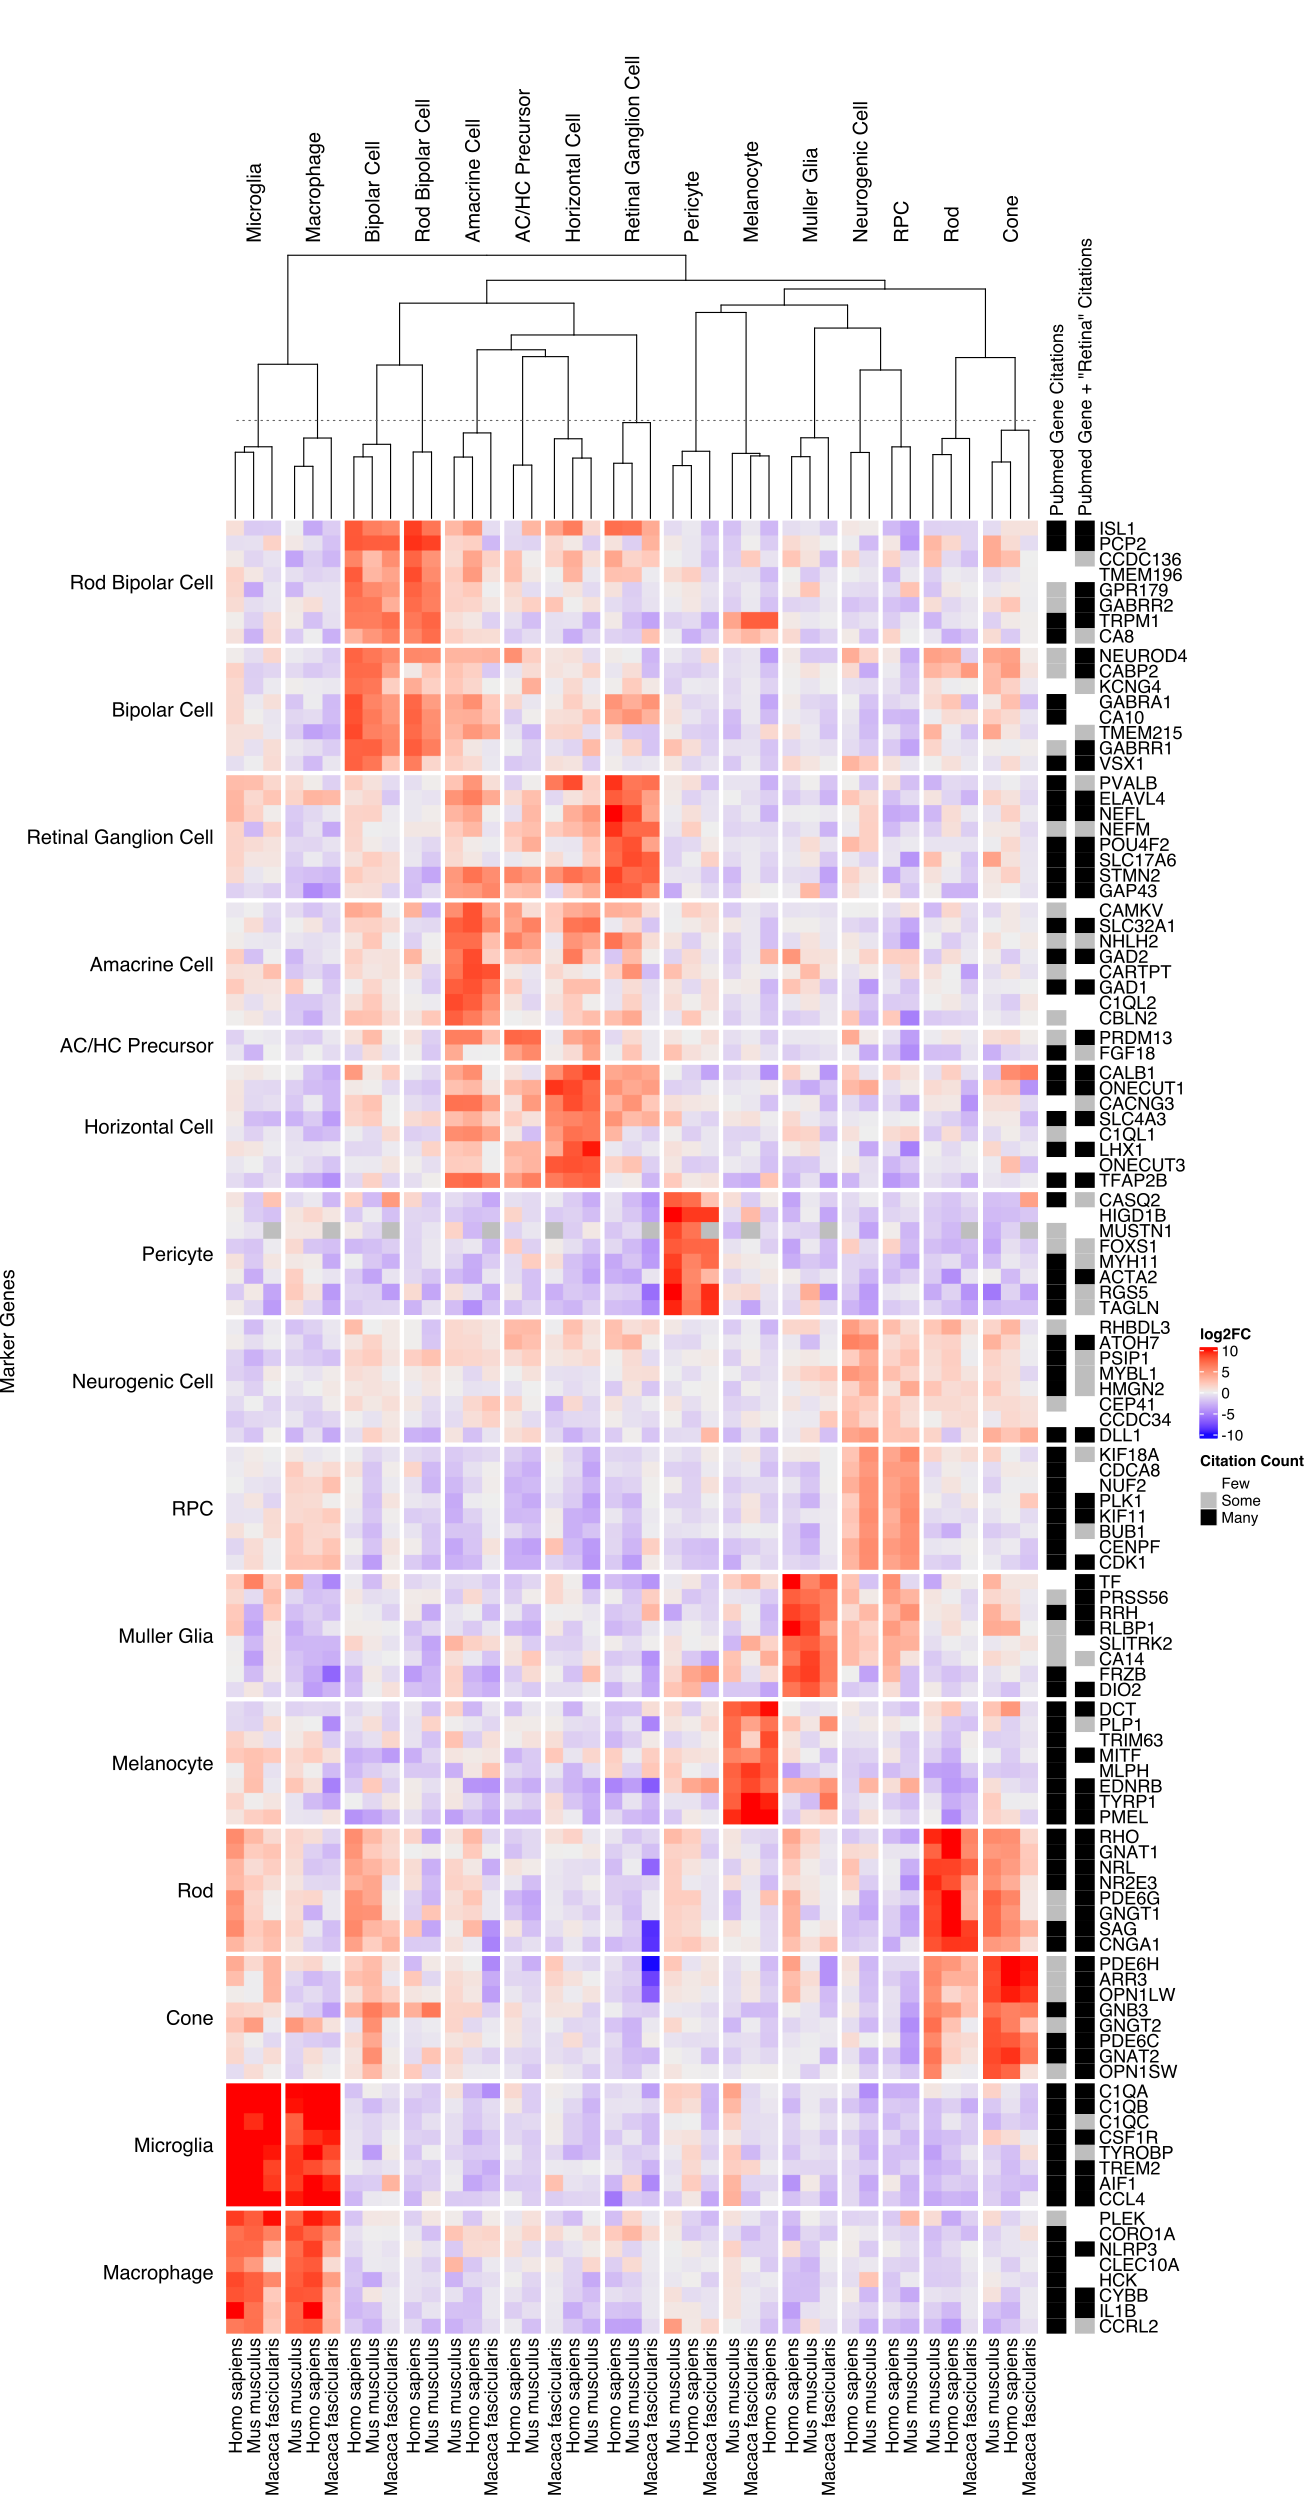 Microglia
Macrophage
Bipolar Cell
Rod Bipolar Cell
Amacrine Cell
AC/HC Precursor
Horizontal Cell
Retinal Ganglion Cell
Pericyte
Melanocyte
Muller Glia
Neurogenic Cell
RPC
Rod
Cone
Pubmed Gene Citations
Pubmed Gene + "Retina" Citations
Marker Genes
Rod Bipolar Cell
ISL1
PCP2
CCDC136
TMEM196
GPR179
GABRR2
TRPM1
CA8
Bipolar Cell
NEUROD4
CABP2
KCNG4
GABRA1
CA10
TMEM215
GABRR1
VSX1
Retinal Ganglion Cell
PVALB
ELAVL4
NEFL
NEFM
POU4F2
SLC17A6
STMN2
GAP43
Amacrine Cell
CAMKV
SLC32A1
NHLH2
GAD2
CARTPT
GAD1
C1QL2
CBLN2
AC/HC Precursor
PRDM13
FGF18
Horizontal Cell
CALB1
ONECUT1
CACNG3
SLC4A3
C1QL1
LHX1
ONECUT3
TFAP2B
Pericyte
CASQ2
HIGD1B
MUSTN1
FOXS1
MYH11
ACTA2
RGS5
TAGLN
Neurogenic Cell
RHBDL3
ATOH7
PSIP1
MYBL1
HMGN2
CEP41
CCDC34
DLL1
RPC
KIF18A
CDCA8
NUF2
PLK1
KIF11
BUB1
CENPF
CDK1
Muller Glia
TF
PRSS56
RRH
RLBP1
SLITRK2
CA14
FRZB
DIO2
Melanocyte
DCT
PLP1
TRIM63
MITF
MLPH
EDNRB
TYRP1
PMEL
Rod
RHO
GNAT1
NRL
NR2E3
PDE6G
GNGT1
SAG
CNGA1
Cone
PDE6H
ARR3
OPN1LW
GNB3
GNGT2
PDE6C
GNAT2
OPN1SW
Microglia
C1QA
C1QB
C1QC
CSF1R
TYROBP
TREM2
AIF1
CCL4
Macrophage
PLEK
CORO1A
NLRP3
CLEC10A
HCK
CYBB
IL1B
CCRL2
log2FC
10
5
0
-5
-10
Citation Count
Few
Some
Many
Homo sapiens
Mus musculus
Macaca fascicularis
Mus musculus
Homo sapiens
Macaca fascicularis
Homo sapiens
Mus musculus
Macaca fascicularis
Homo sapiens
Mus musculus
Mus musculus
Homo sapiens
Macaca fascicularis
Homo sapiens
Mus musculus
Macaca fascicularis
Homo sapiens
Mus musculus
Homo sapiens
Mus musculus
Macaca fascicularis
Mus musculus
Homo sapiens
Macaca fascicularis
Mus musculus
Macaca fascicularis
Homo sapiens
Homo sapiens
Mus musculus
Macaca fascicularis
Homo sapiens
Mus musculus
Homo sapiens
Mus musculus
Mus musculus
Homo sapiens
Macaca fascicularis
Mus musculus
Homo sapiens
Macaca fascicularis